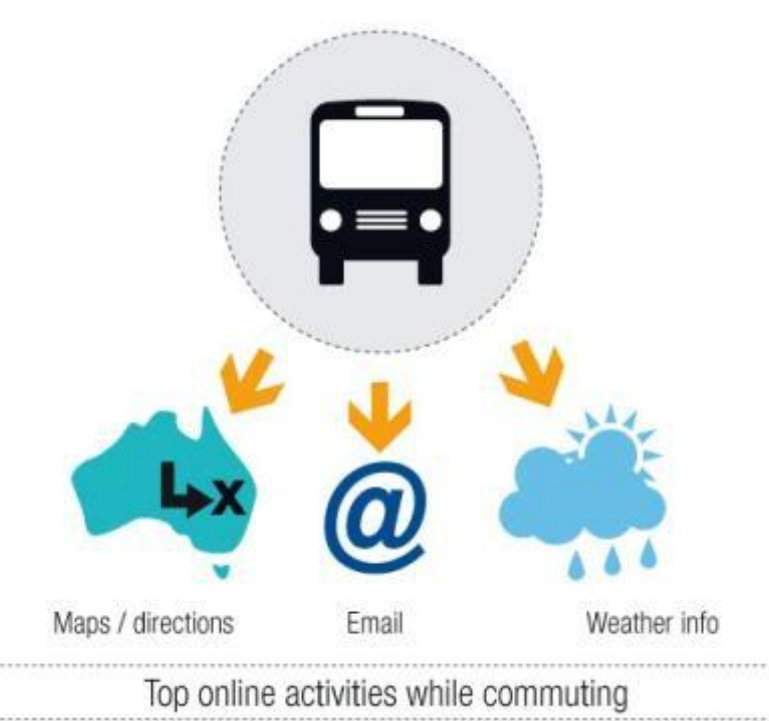 Maps / directions
Email
Weather info
Top online activities while commuting